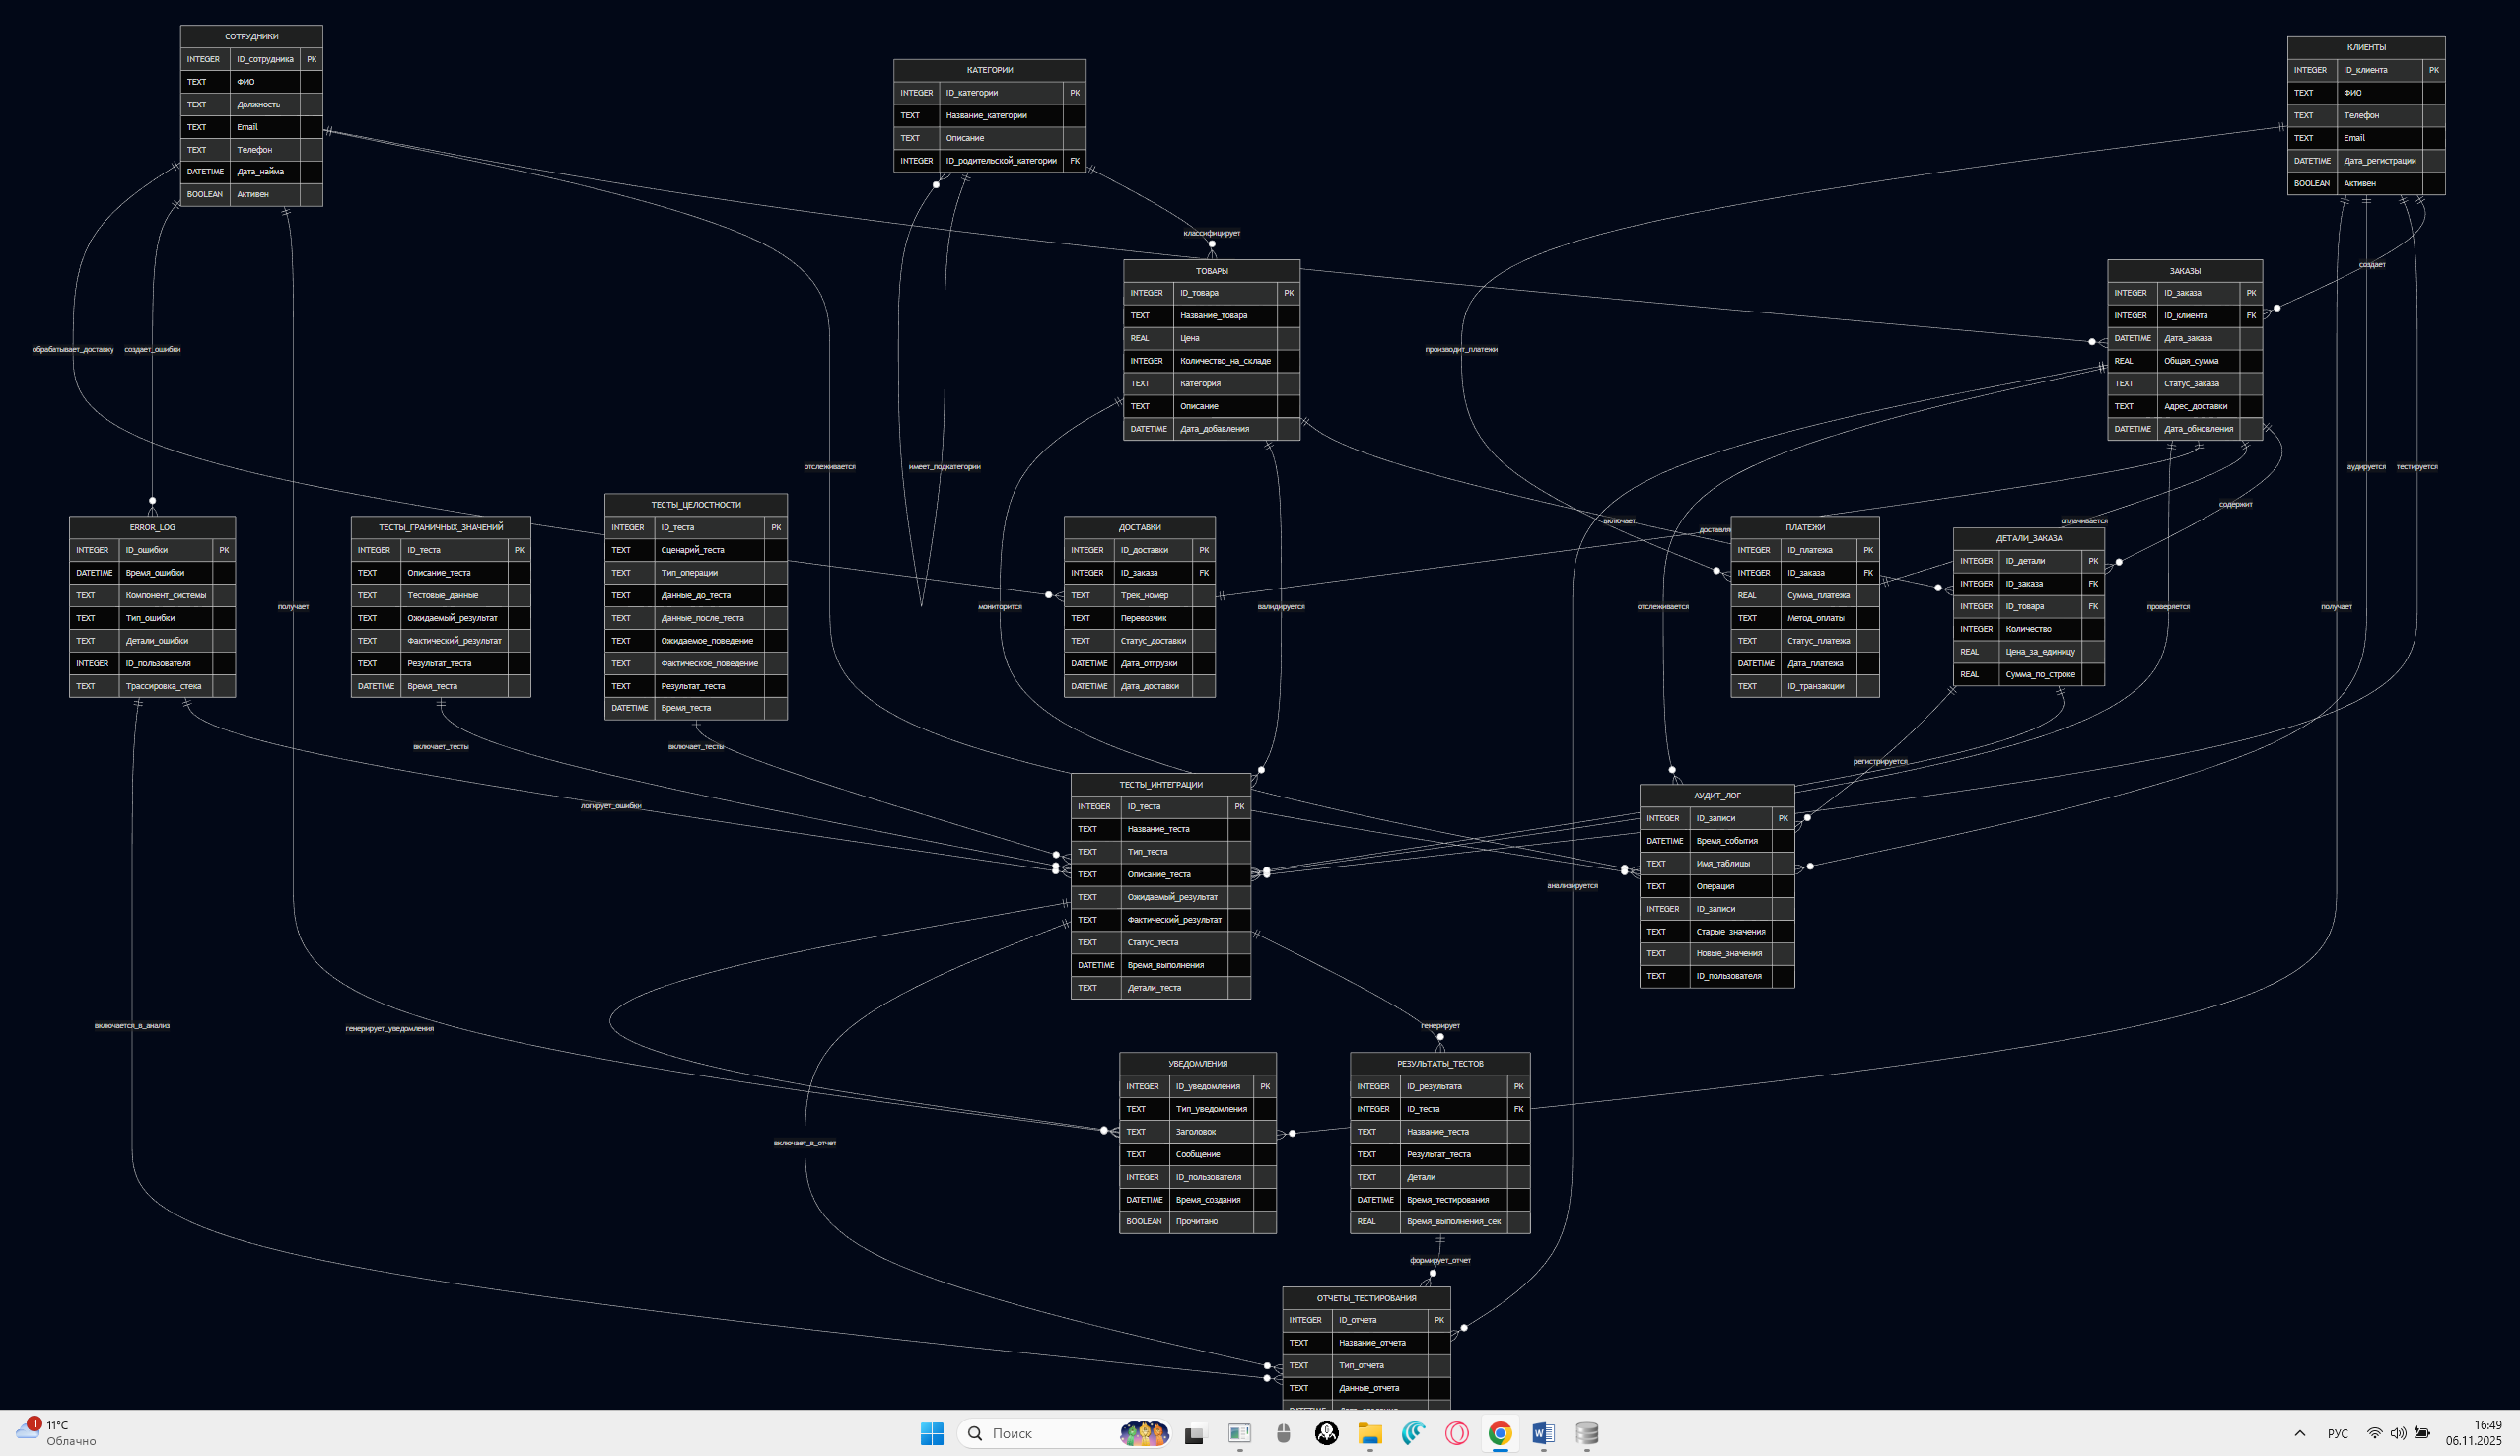 СОТРУДНИКИ
INTEGER ID_сотрудника PK
TEXT ФИО
TEXT Должность
TEXT Email
TEXT Телефон
DATETIME Дата_найма
BOOLEAN Активен
КАТЕГОРИИ
INTEGER ID_категории PK
TEXT Название_категории
TEXT Описание
INTEGER ID_родительской_категории FK
КЛИЕНТЫ
INTEGER ID_клиента PK
TEXT ФИО
TEXT Телефон
TEXT Email
DATETIME Дата_регистрации
BOOLEAN Активен
классифицирует
создает
ТОВАРЫ
INTEGER ID_товара PK
TEXT Название_товара
REAL Цена
INTEGER Количество_на_складе
TEXT Категория
TEXT Описание
DATETIME Дата_добавления
ЗАКАЗЫ
INTEGER ID_заказа PK
INTEGER ID_клиента FK
DATETIME Дата_заказа
REAL Общая_сумма
TEXT Статус_заказа
TEXT Адрес_доставки
DATETIME Дата_обновления
обрабатывает_доставку
создает_ошибки
производит_платежи
отслеживается
имеет_подкатегории
аудируется
тестируется
включает
доставля
оплачивается
содержит
ERROR_LOG
INTEGER ID_ошибки PK
DATETIME Время_ошибки
TEXT Компонент_системы
TEXT Тип_ошибки
TEXT Детали_ошибки
INTEGER ID_пользователя
TEXT Трассировка_стека
ТЕСТЫ_ГРАНИЧНЫХ_ЗНАЧЕНИЙ
INTEGER ID_теста PK
TEXT Описание_теста
TEXT Тестовые_данные
TEXT Ожидаемый_результат
TEXT Фактический_результат
TEXT Результат_теста
DATETIME Время_теста
ТЕСТЫ_ЦЕЛОСТНОСТИ
INTEGER ID_теста PK
TEXT Сценарий_теста
TEXT Тип_операции
TEXT Данные_до_теста
TEXT Данные_после_теста
TEXT Ожидаемое_поведение
TEXT Фактическое_поведение
TEXT Результат_теста
DATETIME Время_теста
ДОСТАВКИ
INTEGER ID_доставки PK
INTEGER ID_заказа FK
TEXT Трек_номер
TEXT Перевозчик
TEXT Статус_доставки
DATETIME Дата_отгрузки
DATETIME Дата_доставки
ПЛАТЕЖИ
INTEGER ID_платежа PK
INTEGER ID_заказа FK
REAL Сумма_платежа
TEXT Метод_оплаты
TEXT Статус_платежа
DATETIME Дата_платежа
TEXT ID_транзакции
ДЕТАЛИ_ЗАКАЗА
INTEGER ID_детали PK
INTEGER ID_заказа FK
INTEGER ID_товара FK
INTEGER Количество
REAL Цена_за_единицу
REAL Сумма_по_строке
получает
мониторится
валидируется
отслеживается
проверяется
получает
включает_тесты
включает_тесты
логирует_ошибки
регистрируется
ТЕСТЫ_ИНТЕГРАЦИИ
INTEGER ID_теста PK
TEXT Название_теста
TEXT Тип_теста
TEXT Описание_теста
TEXT Ожидаемый_результат
TEXT Фактический_результат
TEXT Статус_теста
DATETIME Время_выполнения
TEXT Детали_теста
АУДИТ_ЛОГ
INTEGER ID_записи PK
DATETIME Время_события
TEXT Имя_таблицы
TEXT Операция
INTEGER ID_записи
TEXT Старые_значения
TEXT Новые_значения
TEXT ID_пользователя
анализируется
включается_в_анализ
генерирует_уведомления
генерирует
включает_в_отчет
УВЕДОМЛЕНИЯ
INTEGER ID_уведомления PK
TEXT Тип_уведомления
TEXT Заголовок
TEXT Сообщение
INTEGER ID_пользователя
DATETIME Время_создания
BOOLEAN Прочитано
РЕЗУЛЬТАТЫ_ТЕСТОВ
INTEGER ID_результата PK
INTEGER ID_теста FK
TEXT Название_теста
TEXT Результат_теста
TEXT Детали
DATETIME Время_тестирования
REAL Время_выполнения_сек
формирует_отчет
ОТЧЕТЫ_ТЕСТИРОВАНИЯ
INTEGER ID_отчета PK
TEXT Название_отчета
TEXT Тип_отчета
TEXT Данные_отчета
1
11°C
Облачно
Поиск
W
РУС
16:49
06.11.2025